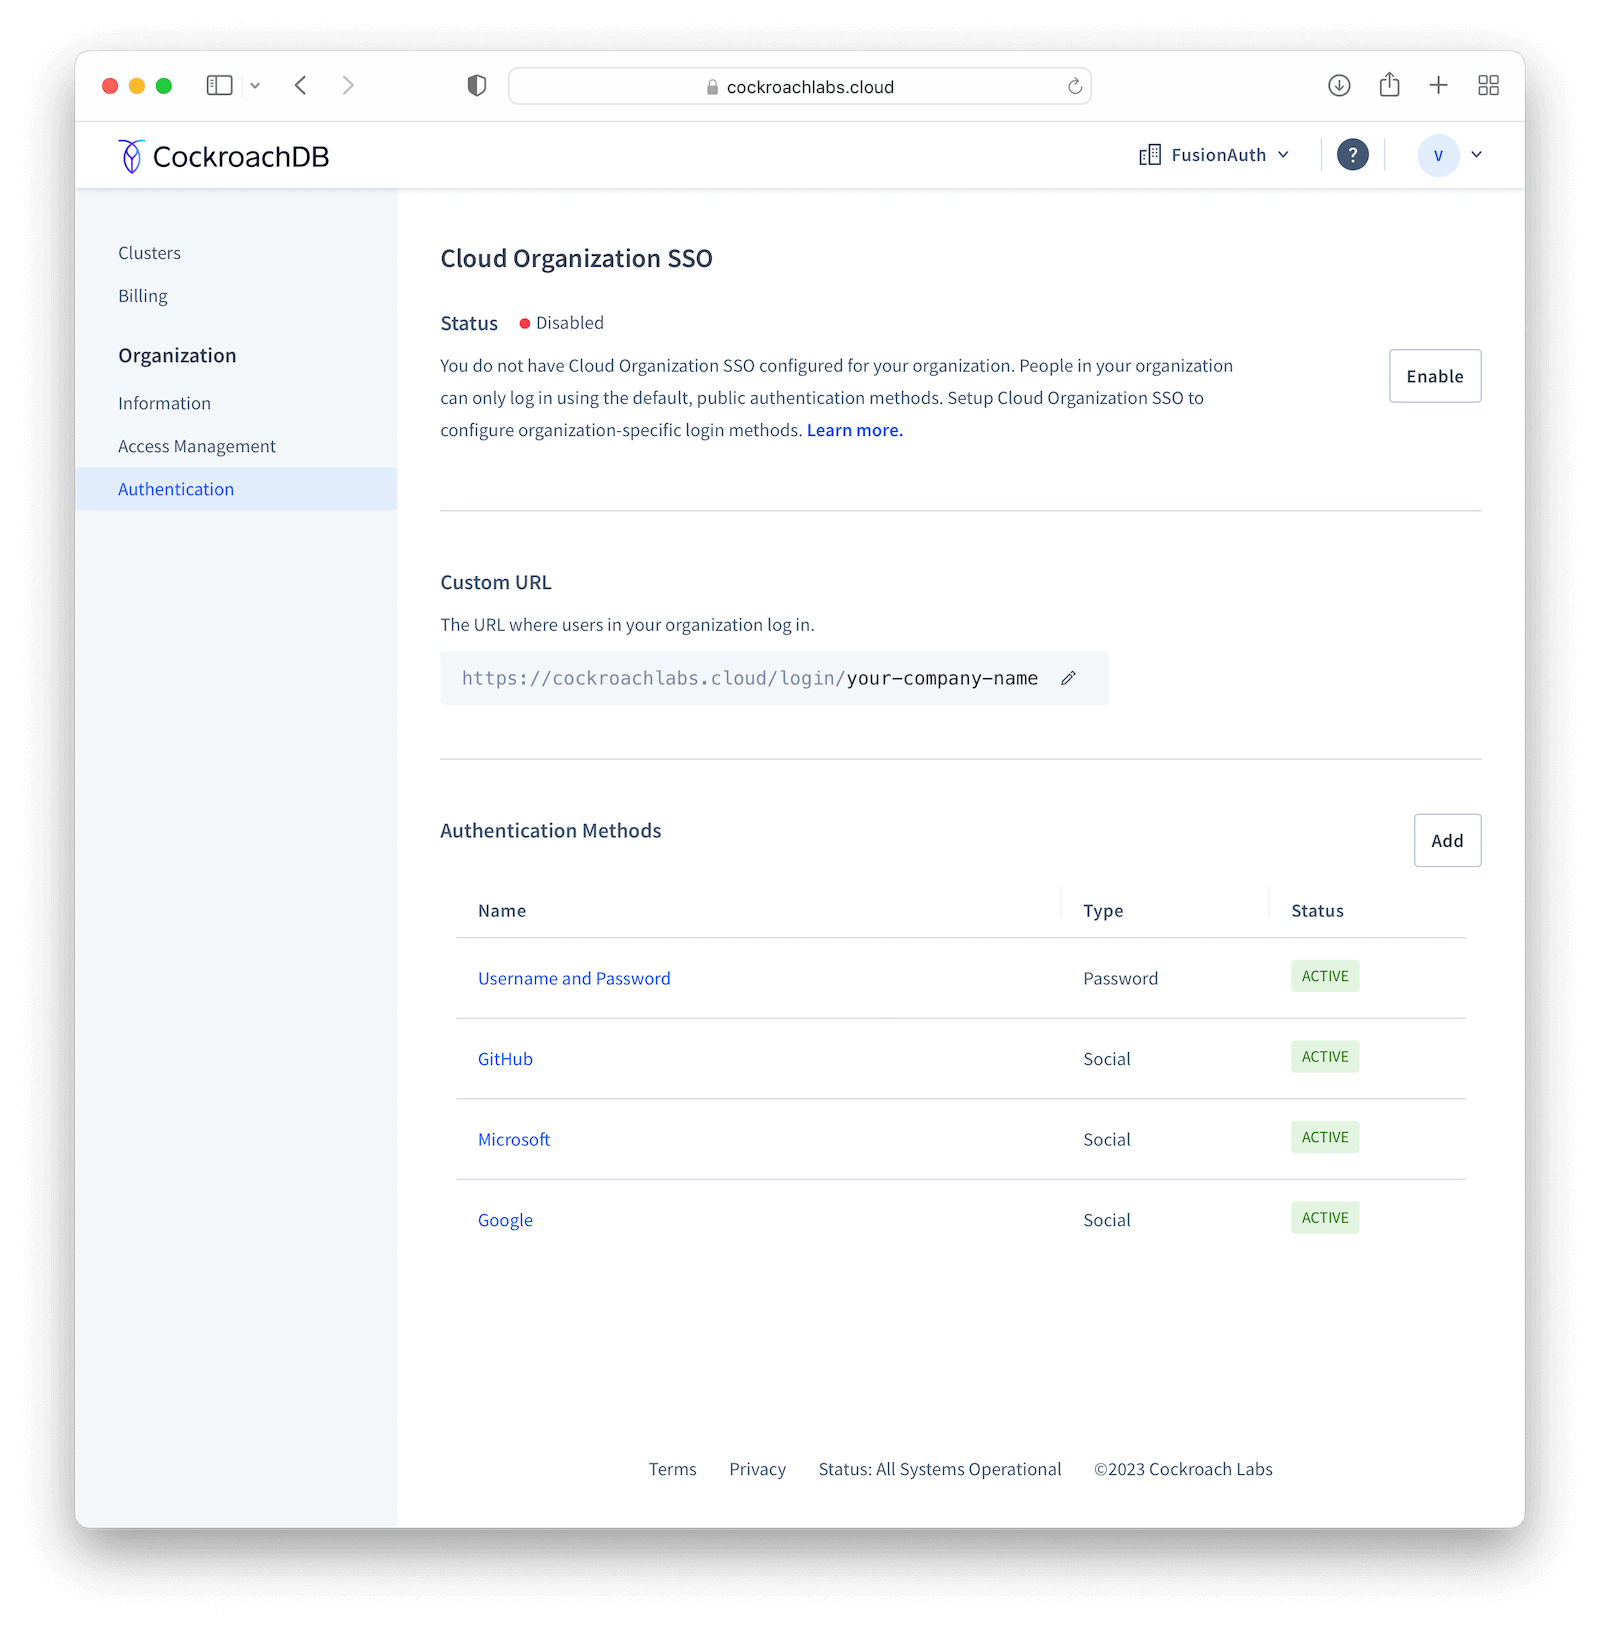 cockroachlabs.cloud
CockroachDB
FusionAuth
?
V
Clusters
Billing
Organization
Information
Access Management
Authentication
Cloud Organization SSO
Status Disabled
You do not have Cloud Organization SSO configured for your organization. People in your organization
can only log in using the default, public authentication methods. Setup Cloud Organization SSO to
configure organization-specific login methods. Learn more.
Enable
Custom URL
The URL where users in your organization log in.
https://cockroachlabs.cloud/login/your-company-name
Authentication Methods
Add
Name Type Status
Username and Password Password ACTIVE
GitHub Social ACTIVE
Microsoft Social ACTIVE
Google Social ACTIVE
Terms Privacy Status: All Systems Operational ©2023 Cockroach Labs